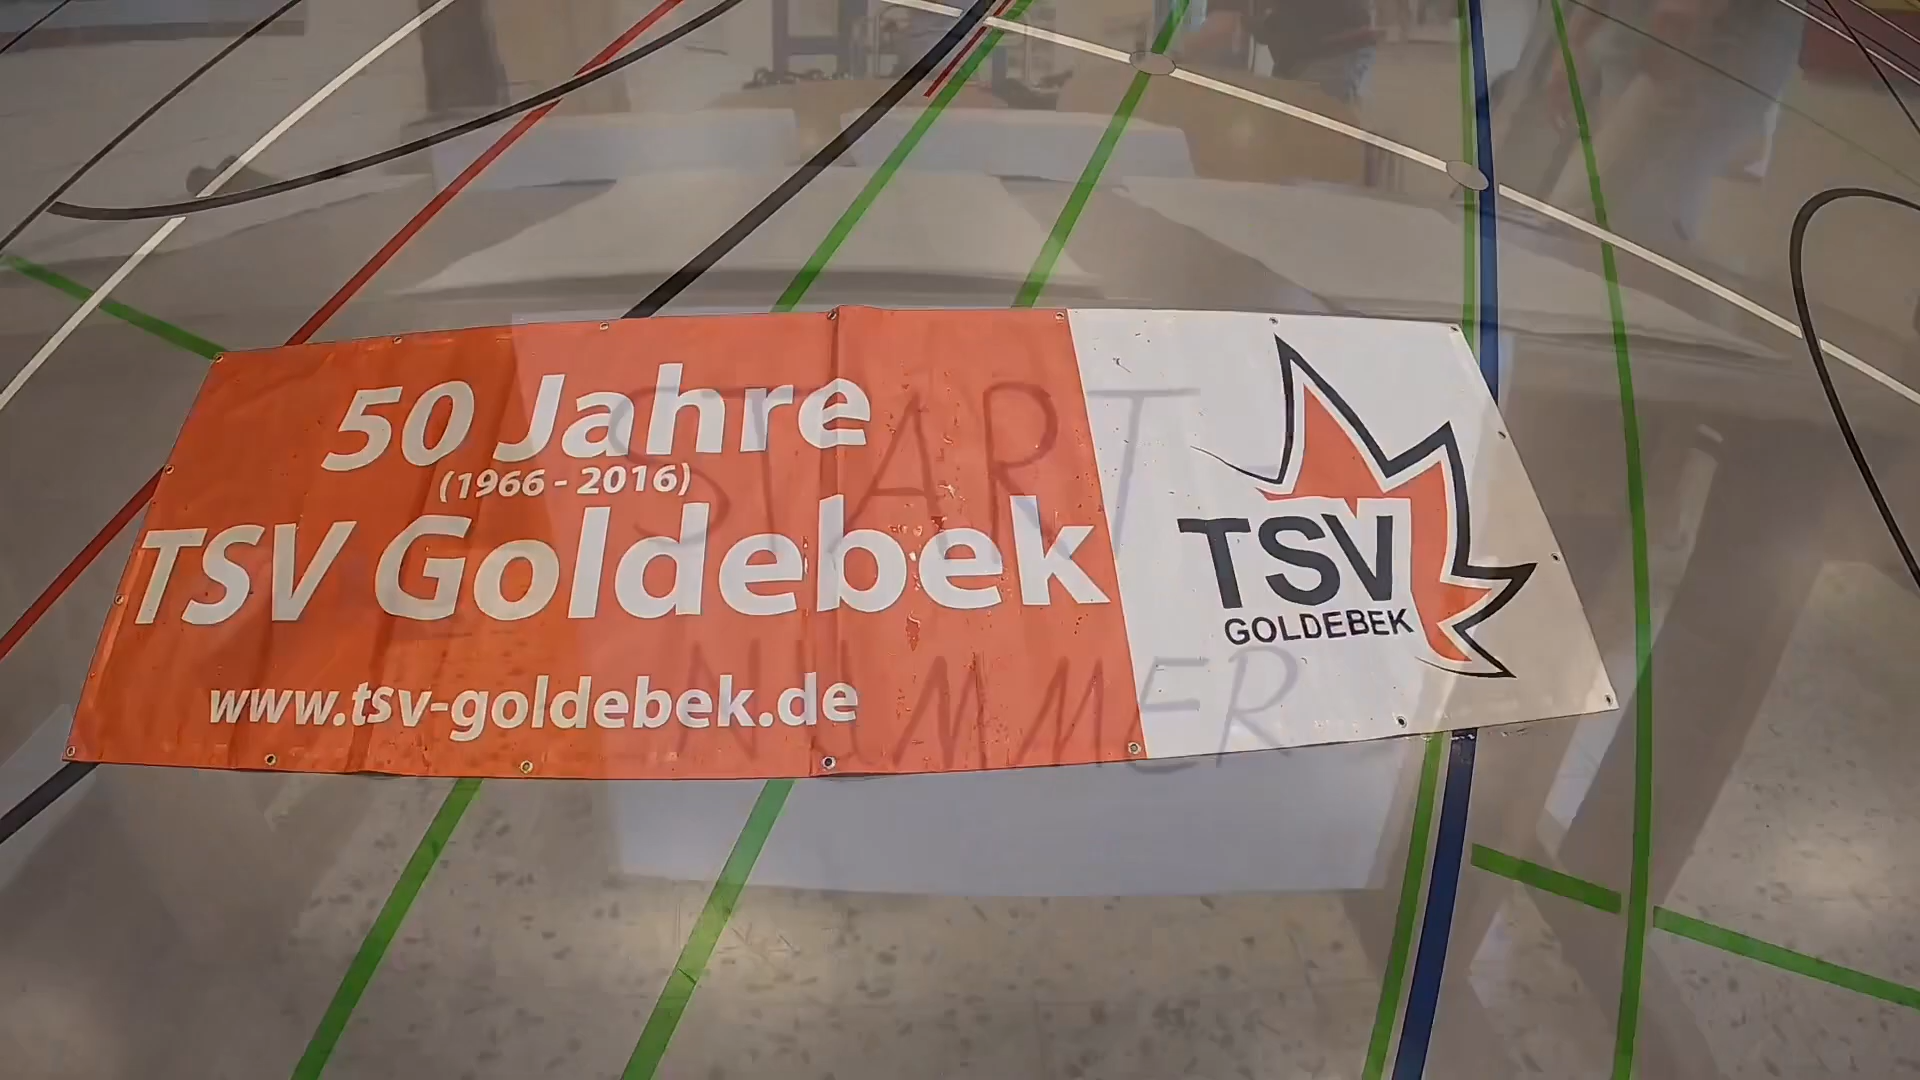 50 Jahre
(1966 - 2016)
TSV Goldebek
www.tsv-goldebek.de
TSV
GOLDEBEK
START
NUMMER